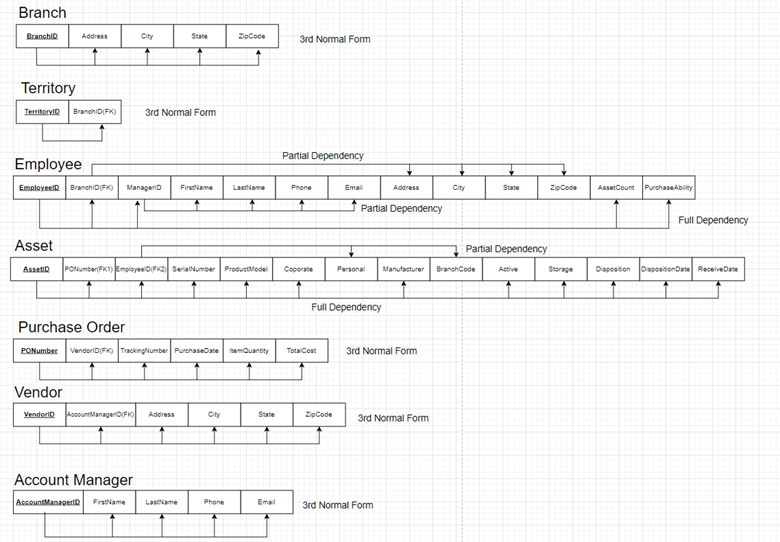 Branch
BranchID Address City State ZipCode
3rd Normal Form
Territory
TerritoryID BranchID(FK)
3rd Normal Form
Employee
Partial Dependency
EmployeeID BranchID(FK) ManagerID FirstName LastName Phone Email Address City State ZipCode AssetCount PurchaseAbility
Partial Dependency
Full Dependency
Asset
Partial Dependency
AssetID PONumber(FK1) EmployeeID(FK2) SerialNumber ProductModel Coporate Personal Manufacturer BranchCode Active Storage Disposition DispositionDate ReceiveDate
Full Dependency
Purchase Order
PONumber VendorID(FK) TrackingNumber PurchaseDate ItemQuantity TotalCost
3rd Normal Form
Vendor
VendorID AccountManagerID(FK) Address City State ZipCode
3rd Normal Form
Account Manager
AccountManagerID FirstName LastName Phone Email
3rd Normal Form